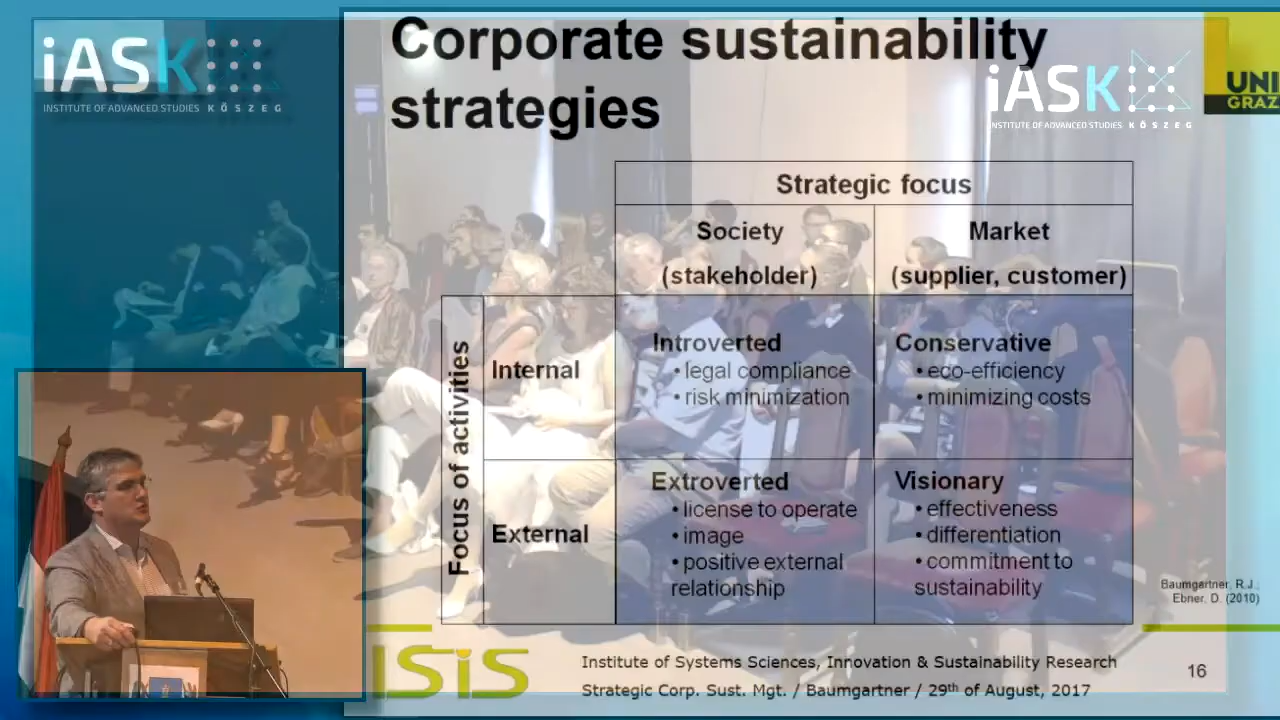 iASK
INSTITUTE OF ADVANCED STUDIES KŐSZEG
Corporate sustainability
strategies
iASK
INSTITUTE OF ADVANCED STUDIES KŐSZEG
UNI
GRAZ
Strategic focus
Society
(stakeholder)
Market
(supplier, customer)
Focus of activities
Internal
Introverted
• legal compliance
• risk minimization
Conservative
• eco-efficiency
• minimizing costs
External
Extroverted
• license to operate
• image
• positive external
relationship
Visionary
• effectiveness
• differentiation
• commitment to
sustainability
Baumgartner, R.J.;
Ebner, D. (2010)
ISIS
Institute of Systems Sciences, Innovation & Sustainability Research
Strategic Corp. Sust. Mgt. / Baumgartner / 29th of August, 2017
16